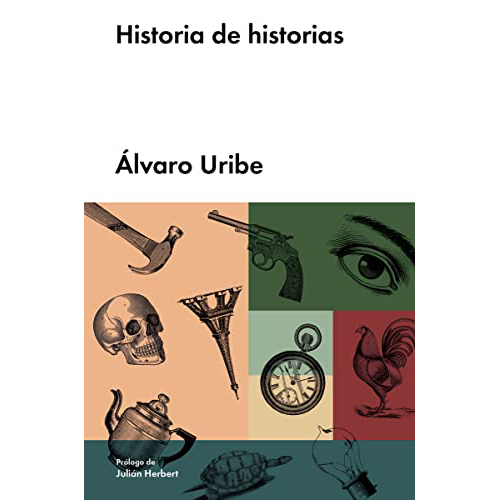 Historia de historias
Álvaro Uribe
Prólogo de
Julián Herbert